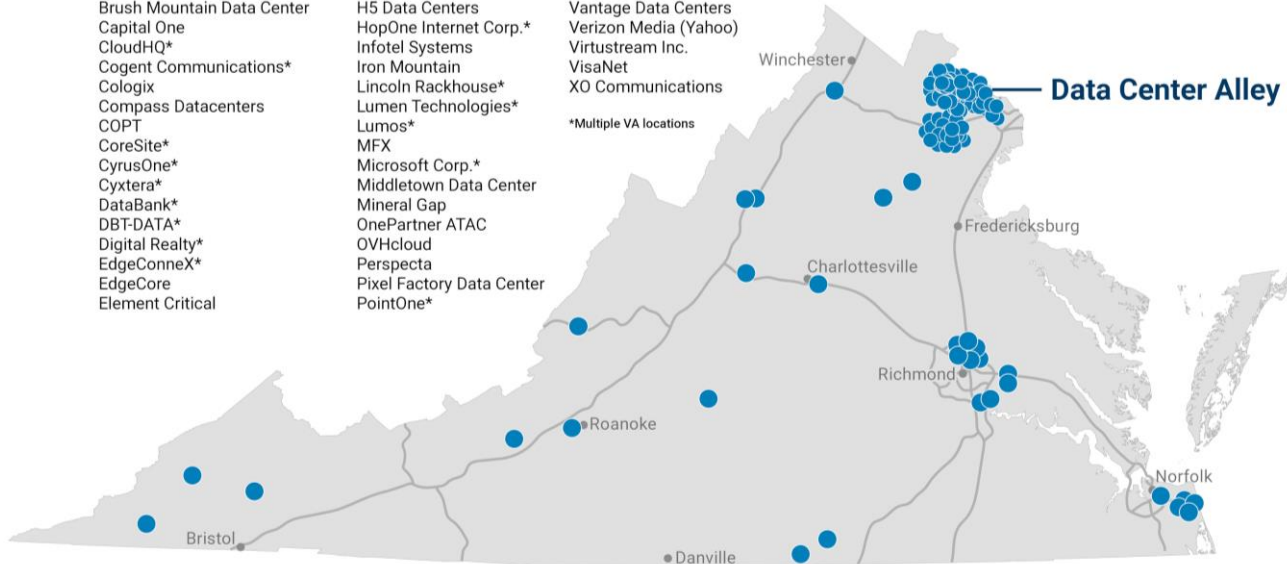 Brush Mountain Data Center
Capital One
CloudHQ*
Cogent Communications*
Cologix
Compass Datacenters
COPT
CoreSite*
CyrusOne*
Cyxtera*
DataBank*
DBT-DATA*
Digital Realty*
EdgeConneX*
EdgeCore
Element Critical
H5 Data Centers
HopOne Internet Corp.*
Infotel Systems
Iron Mountain
Lincoln Rackhouse*
Lumen Technologies*
Lumos*
MFX
Microsoft Corp.*
Middletown Data Center
Mineral Gap
OnePartner ATAC
OVHcloud
Perspecta
Pixel Factory Data Center
PointOne*
Vantage Data Centers
Verizon Media (Yahoo)
Virtustream Inc.
VisaNet
XO Communications
*Multiple VA locations
Winchester
Data Center Alley
Fredericksburg
Charlottesville
Richmond
Roanoke
Norfolk
Bristol
Danville